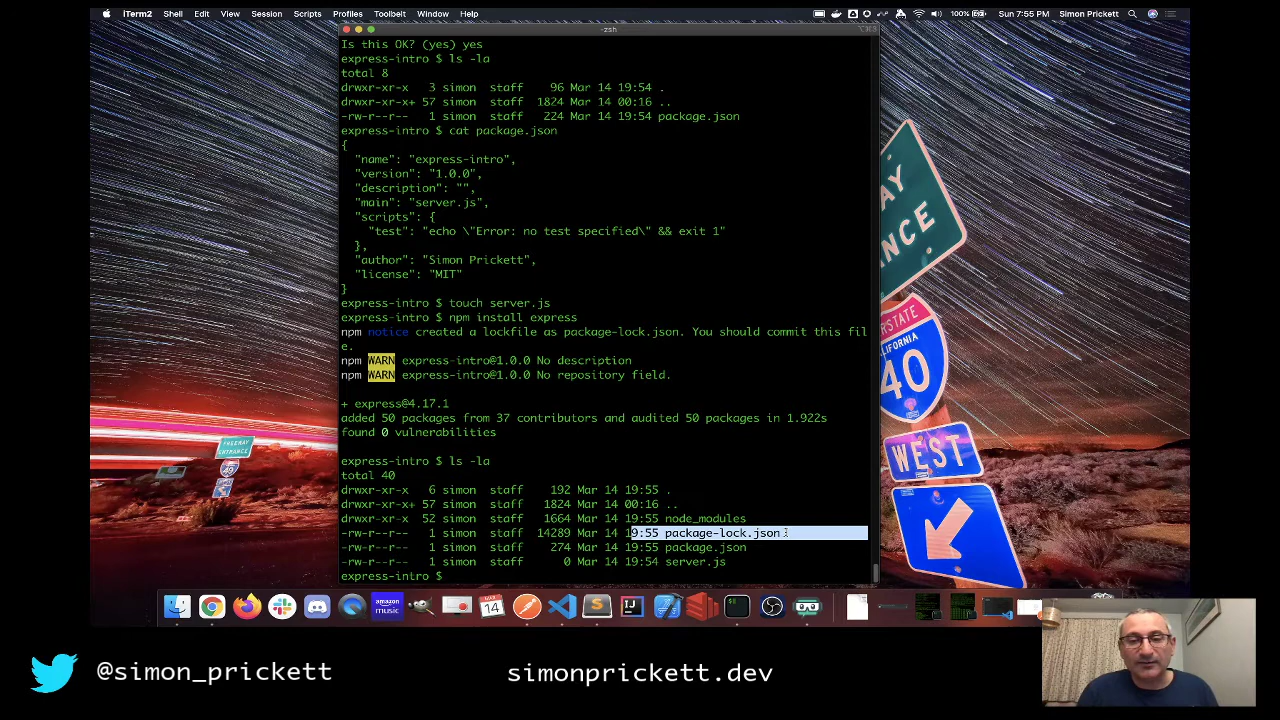 iTerm2 Shell Edit View Session Scripts Profiles Toolbelt Window Help 100% Sun 7:55 PM Simon Prickett
-zsh
Is this OK? (yes) yes
express-intro $ ls -la
total 8
drwxr-xr-x 3 simon staff 96 Mar 14 19:54 .
drwxr-xr-x+ 57 simon staff 1824 Mar 14 00:16 ..
-rw-r--r-- 1 simon staff 224 Mar 14 19:54 package.json
express-intro $ cat package.json
{
"name": "express-intro",
"version": "1.0.0",
"description": "",
"main": "server.js",
"scripts": {
"test": "echo \"Error: no test specified\" && exit 1"
},
"author": "Simon Prickett",
"license": "MIT"
}
express-intro $ touch server.js
express-intro $ npm install express
npm notice created a lockfile as package-lock.json. You should commit this fil
e.
npm WARN express-intro@1.0.0 No description
npm WARN express-intro@1.0.0 No repository field.
+ express@4.17.1
added 50 packages from 37 contributors and audited 50 packages in 1.922s
found 0 vulnerabilities
express-intro $ ls -la
total 40
drwxr-xr-x 6 simon staff 192 Mar 14 19:55 .
drwxr-xr-x+ 57 simon staff 1824 Mar 14 00:16 ..
drwxr-xr-x 52 simon staff 1664 Mar 14 19:55 node_modules
-rw-r--r-- 1 simon staff 14289 Mar 14 19:55 package-lock.json
-rw-r--r-- 1 simon staff 274 Mar 14 19:55 package.json
-rw-r--r-- 1 simon staff 0 Mar 14 19:54 server.js
express-intro $
AY
NCE
ERSTATE
CALIFORNIA
40
WEST
FREEWAY
ENTRANCE
amazon
music
14
IJ
@simon_prickett
simonprickett.dev